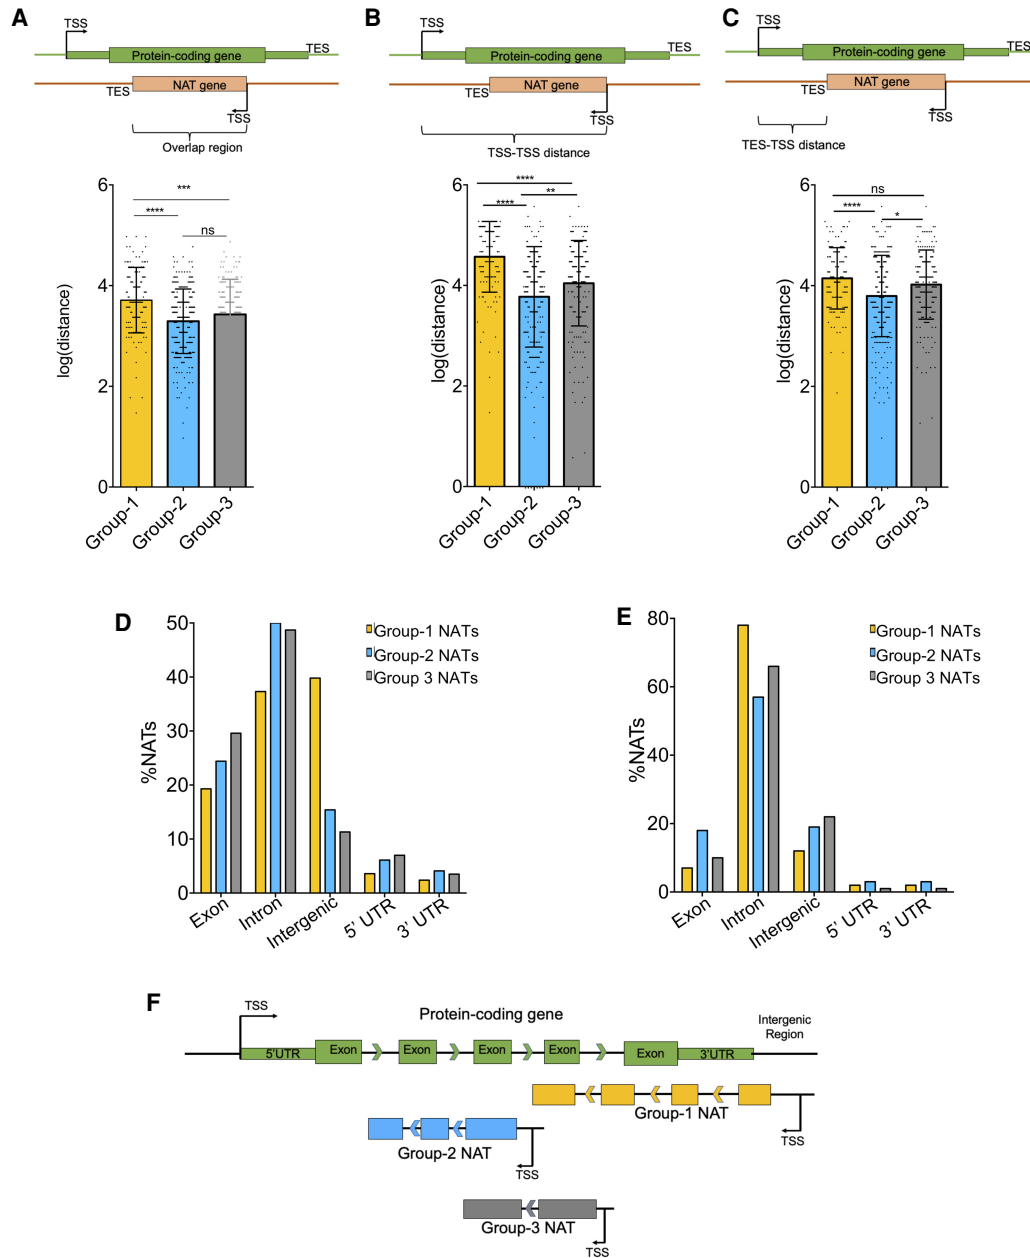 A
TSS
TES
Protein-coding gene
NAT gene
TES
TSS
Overlap region
6
4
2
0
log(distance)
***
****
ns
Group-1
Group-2
Group-3
B
TSS
TES
Protein-coding gene
NAT gene
TES
TSS
TSS-TSS distance
6
4
2
0
log(distance)
****
**
****
Group-1
Group-2
Group-3
C
TSS
TES
Protein-coding gene
NAT gene
TES
TSS
TES-TSS distance
6
4
2
0
log(distance)
ns
****
*
Group-1
Group-2
Group-3
D
50
40
30
20
10
0
%NATs
Group-1 NATs
Group-2 NATs
Group 3 NATs
Exon
Intron
Intergenic
5' UTR
3' UTR
E
80
60
40
20
0
%NATs
Group-1 NATs
Group-2 NATs
Group 3 NATs
Exon
Intron
Intergenic
5' UTR
3' UTR
F
TSS
Protein-coding gene
Intergenic
Region
5'UTR
Exon
Exon
Exon
Exon
Exon
3'UTR
Group-1 NAT
TSS
Group-2 NAT
TSS
Group-3 NAT
TSS